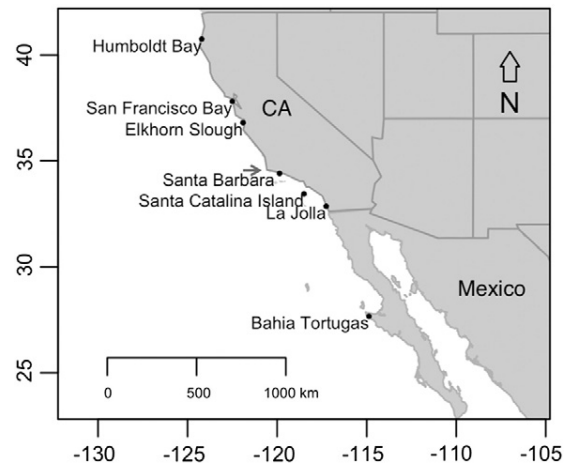 Humboldt Bay
40
San Francisco Bay
CA
N
Elkhorn Slough
35
Santa Barbara
Santa Catalina Island
La Jolla
30
Mexico
Bahia Tortugas
25
0 500 1000 km
-130 -125 -120 -115 -110 -105